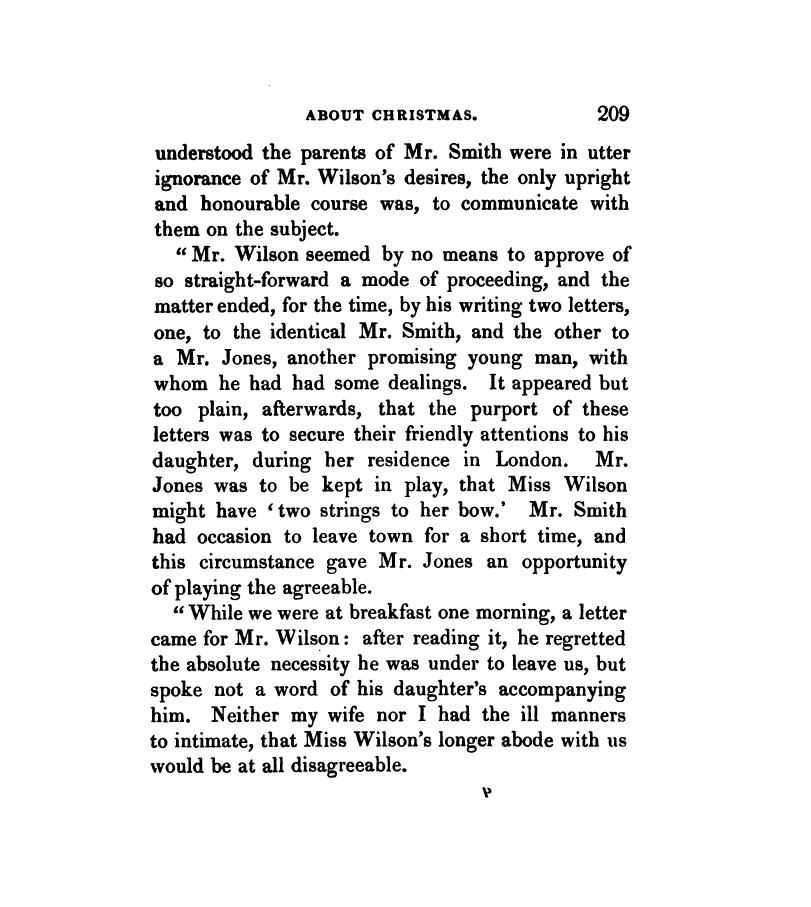 ABOUT CHRISTMAS. 209
understood the parents of Mr. Smith were in utter
ignorance of Mr. Wilson's desires, the only upright
and honourable course was, to communicate with
them on the subject.
“ Mr. Wilson seemed by no means to approve of
so straight-forward a mode of proceeding, and the
matter ended, for the time, by his writing two letters,
one, to the identical Mr. Smith, and the other to
a Mr. Jones, another promising young man, with
whom he had had some dealings. It appeared but
too plain, afterwards, that the purport of these
letters was to secure their friendly attentions to his
daughter, during her residence in London. Mr.
Jones was to be kept in play, that Miss Wilson
might have ‘ two strings to her bow.’ Mr. Smith
had occasion to leave town for a short time, and
this circumstance gave Mr. Jones an opportunity
of playing the agreeable.
“ While we were at breakfast one morning, a letter
came for Mr. Wilson : after reading it, he regretted
the absolute necessity he was under to leave us, but
spoke not a word of his daughter's accompanying
him. Neither my wife nor I had the ill manners
to intimate, that Miss Wilson's longer abode with us
would be at all disagreeable.
P